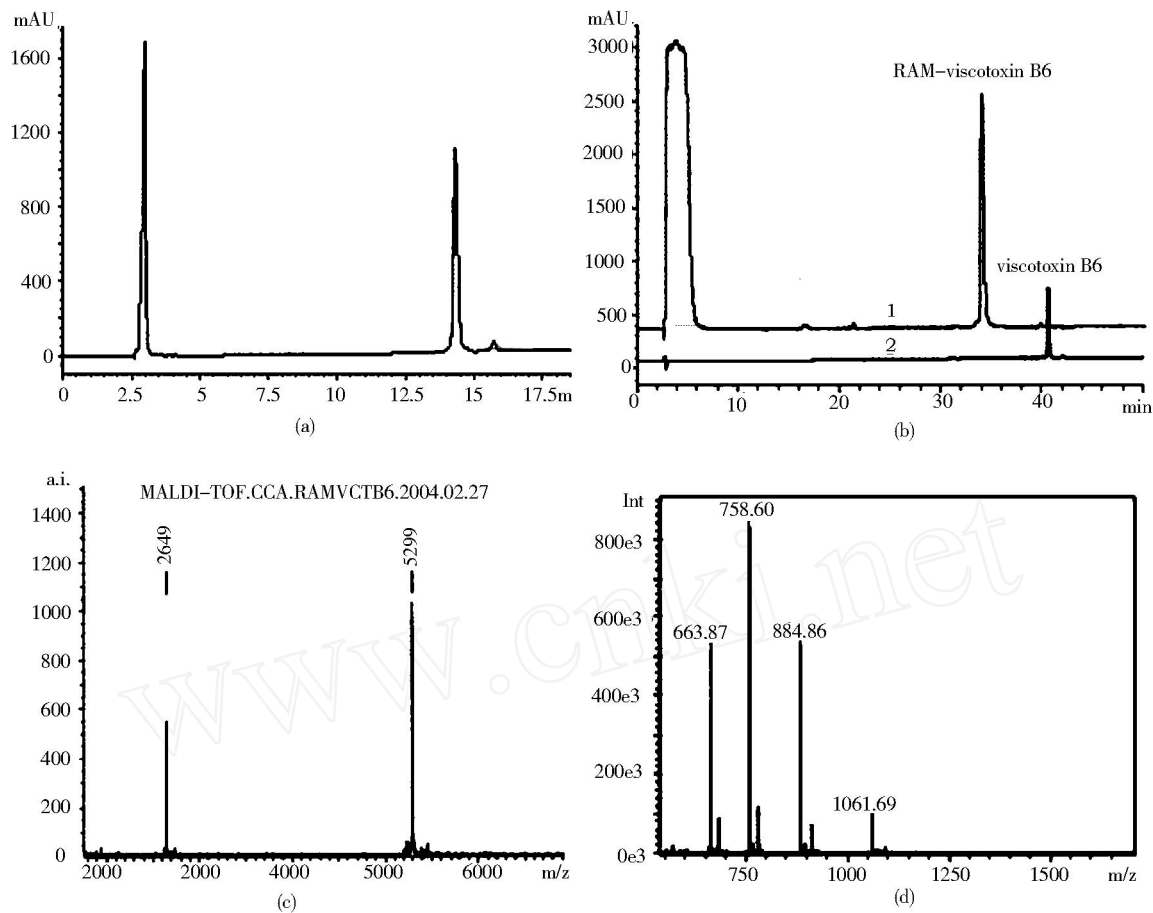 mAU
1600
1200
800
400
0
0 2.5 7.5 10 12.5 17.5m
(a)
mAU
3000
2500
2000
1500
1000
500
0
RAM-viscotoxin B6
viscotoxin B6
1
2
0 10 20 30 40 min
(b)
a.i.
MALDI-TOF.CCA.RAMVCTB6.2004.02.27
1400
1200
1000
800
600
400
200
0
2649
5299
2000 2000 4000 5000 6000 m/z
(c)
Int
800e3
600e3
400e3
200e3
0e3
758.60
663.87
884.86
1061.69
750 1000 1250 1500 m/z
(d)
www.cnki.net